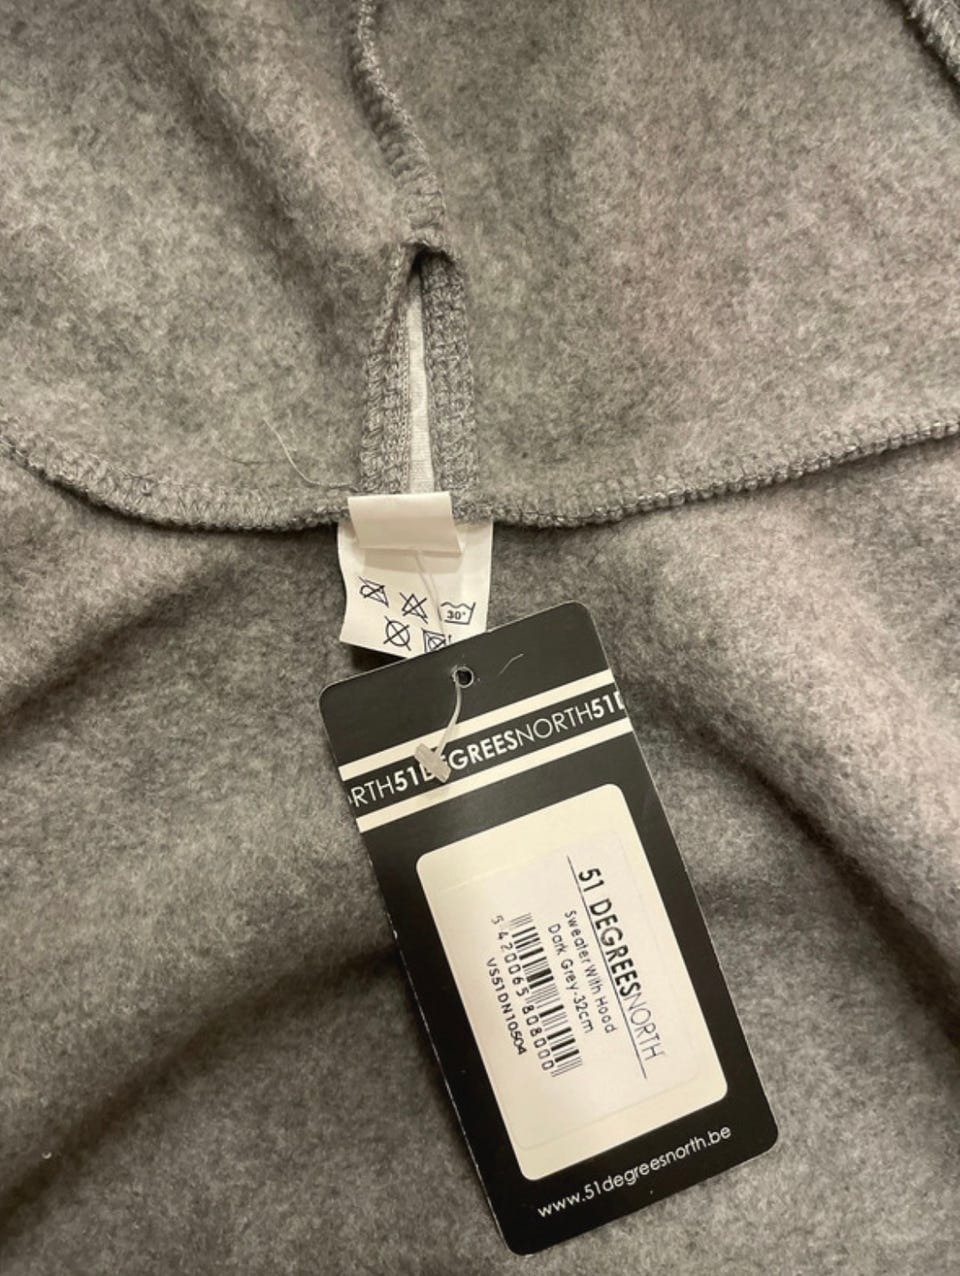 30°
RTH51DEGREESNORTH51D
51 DEGREESNORTH
Sweater With Hood
Dark Grey-32cm
5 420065 808000
VS51DN10504
www.51degreesnorth.be